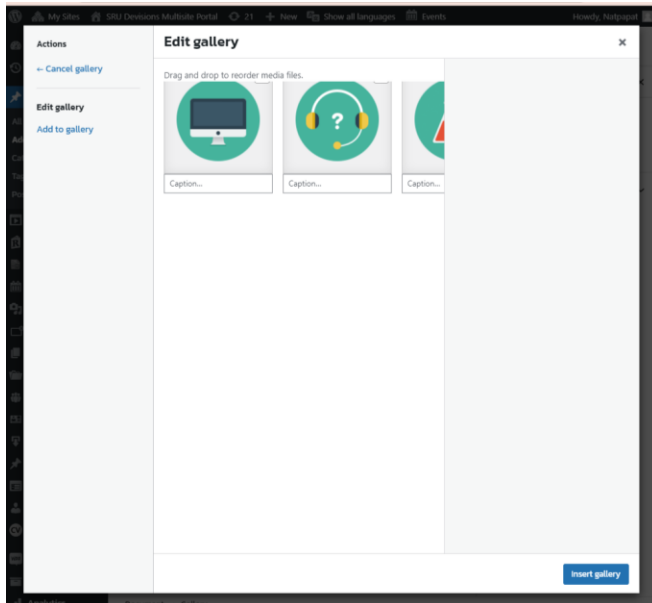 My Sites SRU Devisions Multisite Portal 21 New Show all languages Events Howdy, Natpapat
Actions
← Cancel gallery
Edit gallery
Add to gallery
Edit gallery
×
Drag and drop to reorder media files.
?
Caption... Caption... Caption...
Insert gallery
Analytics